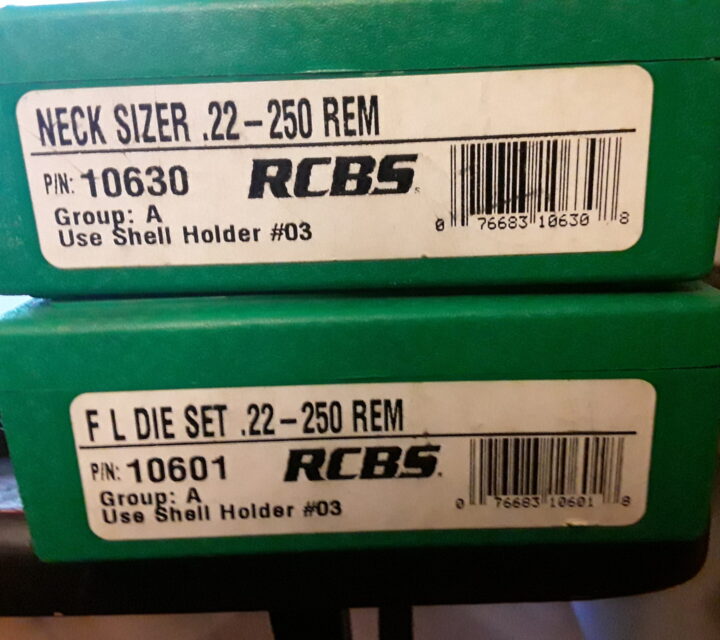 NECK SIZER .22-250 REM
P/N: 10630 RCBS
Group: A
Use Shell Holder #03
0 76683 10630 8
F L DIE SET .22-250 REM
P/N: 10601 RCBS.
Group: A
Use Shell Holder #03
0 76683 10601 8